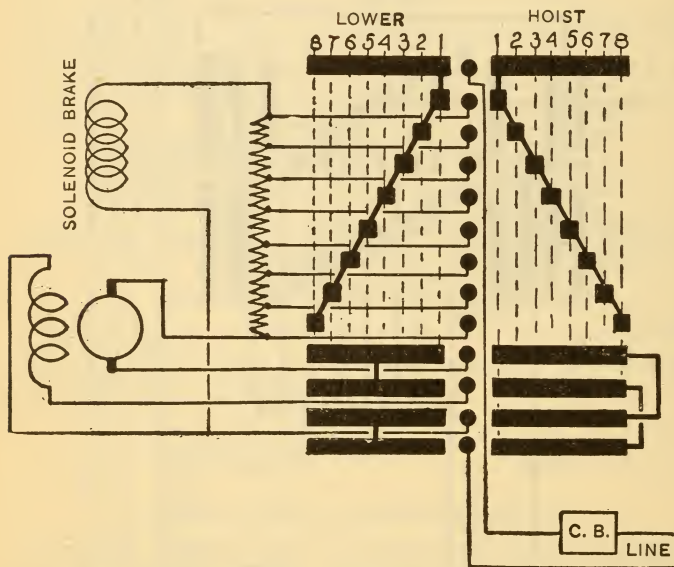 LOWER HOIST
8 7 6 5 4 3 2 1 1 2 3 4 5 6 7 8
SOLENOID BRAKE
C. B.
LINE